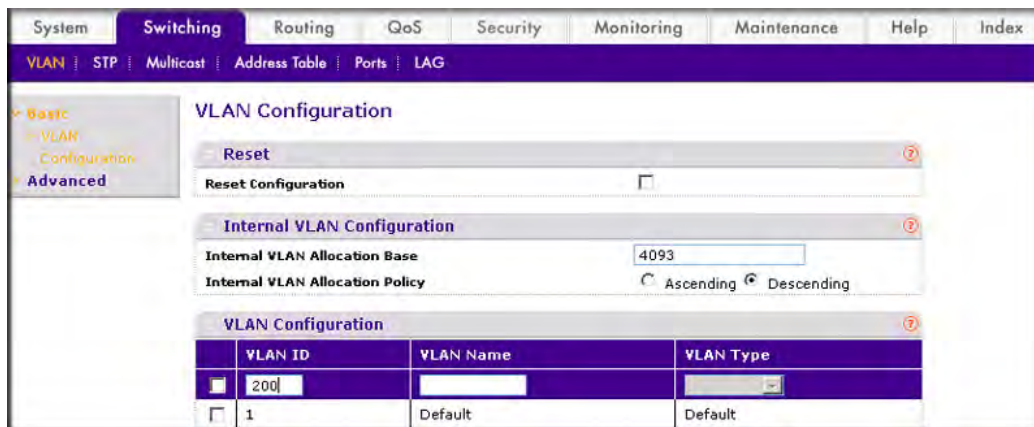 System Switching Routing QoS Security Monitoring Maintenance Help Index
VLAN STP Multicast Address Table Ports LAG
Basic
VLAN
Configuration
Advanced
VLAN Configuration
Reset
Reset Configuration
Internal VLAN Configuration
Internal VLAN Allocation Base 4093
Internal VLAN Allocation Policy Ascending Descending
VLAN Configuration
VLAN ID VLAN Name VLAN Type
200
1 Default Default